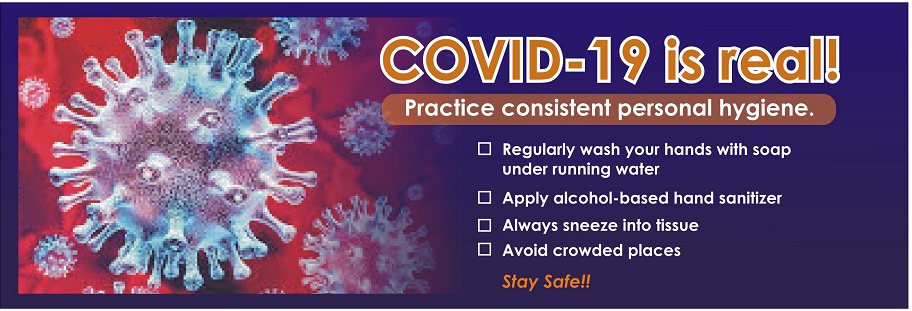 COVID-19 is real!
Practice consistent personal hygiene.
Regularly wash your hands with soap
under running water
Apply alcohol-based hand sanitizer
Always sneeze into tissue
Avoid crowded places
Stay Safe!!